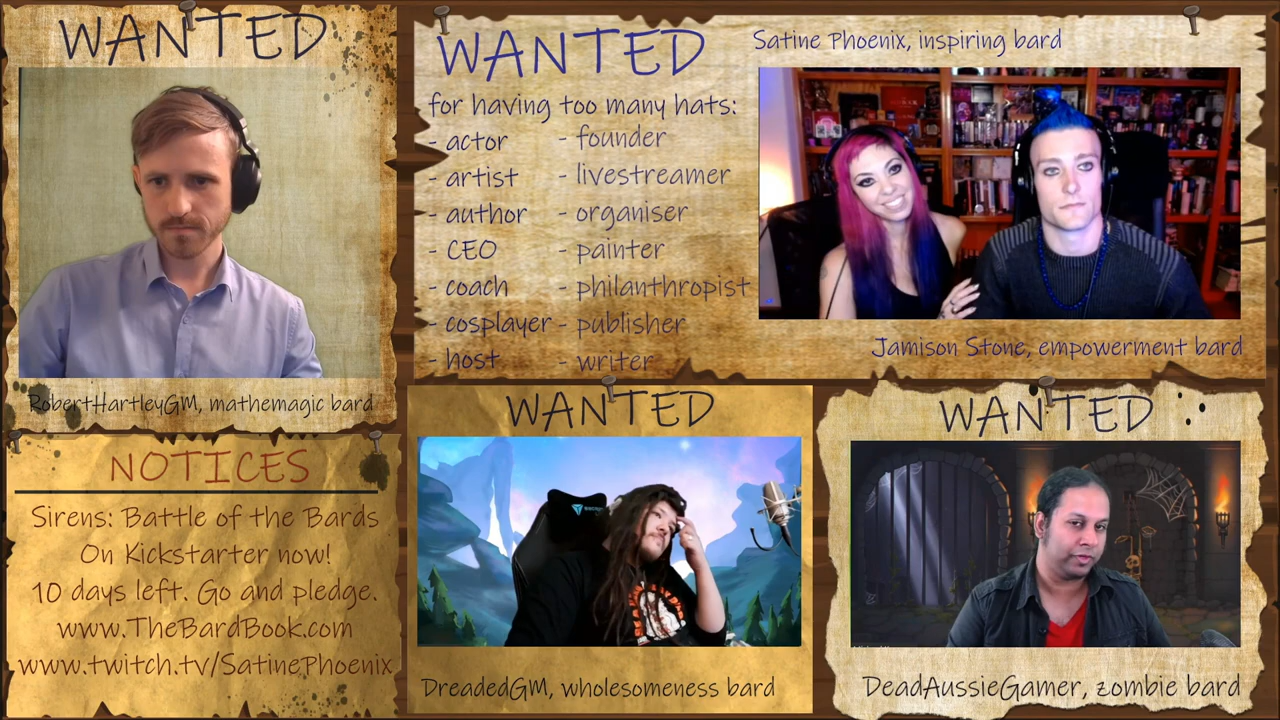 WANTED
RobertHartleyGM, mathemagic bard
NOTICES
Sirens: Battle of the Bards
On Kickstarter now!
10 days left. Go and pledge.
www.TheBardBook.com
www.twitch.tv/SatinePhoenix
WANTED
for having too many hats:
- actor
- artist
- author
- CEO
- coach
- cosplayer
- host
- founder
- livestreamer
- organiser
- painter
- philanthropist
- publisher
- writer
Satine Phoenix, inspiring bard
Jamison Stone, empowerment bard
WANTED
DreadedGM, wholesomeness bard
WANTED
DeadAussieGamer, zombie bard